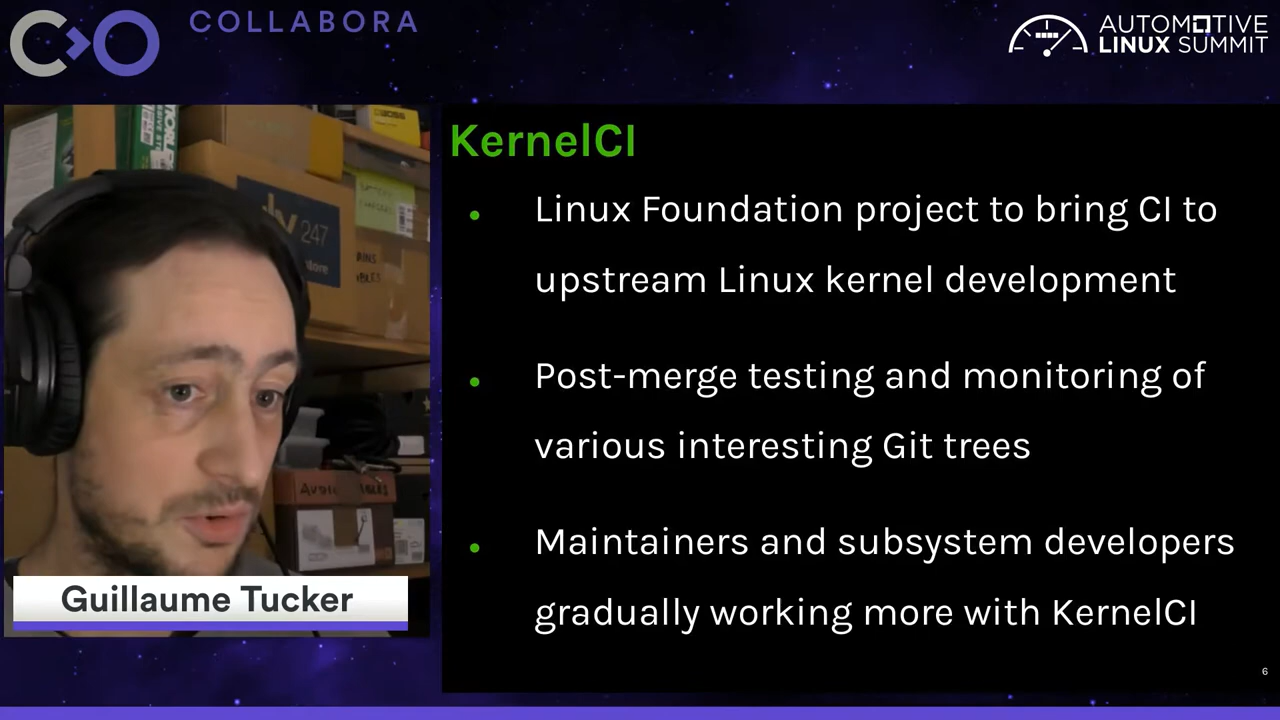 COLLABORA
AUTOMOTIVE
LINUX SUMMIT
KernelCI
Linux Foundation project to bring CI to
upstream Linux kernel development
Post-merge testing and monitoring of
various interesting Git trees
Maintainers and subsystem developers
gradually working more with KernelCI
6
247
Guillaume Tucker